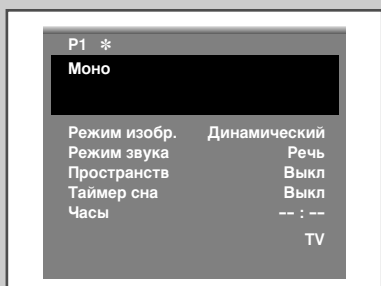 P1 ✻
Моно
Режим изобр. Динамический
Режим звука Речь
Пространств Выкл
Таймер сна Выкл
Часы -- : --
TV